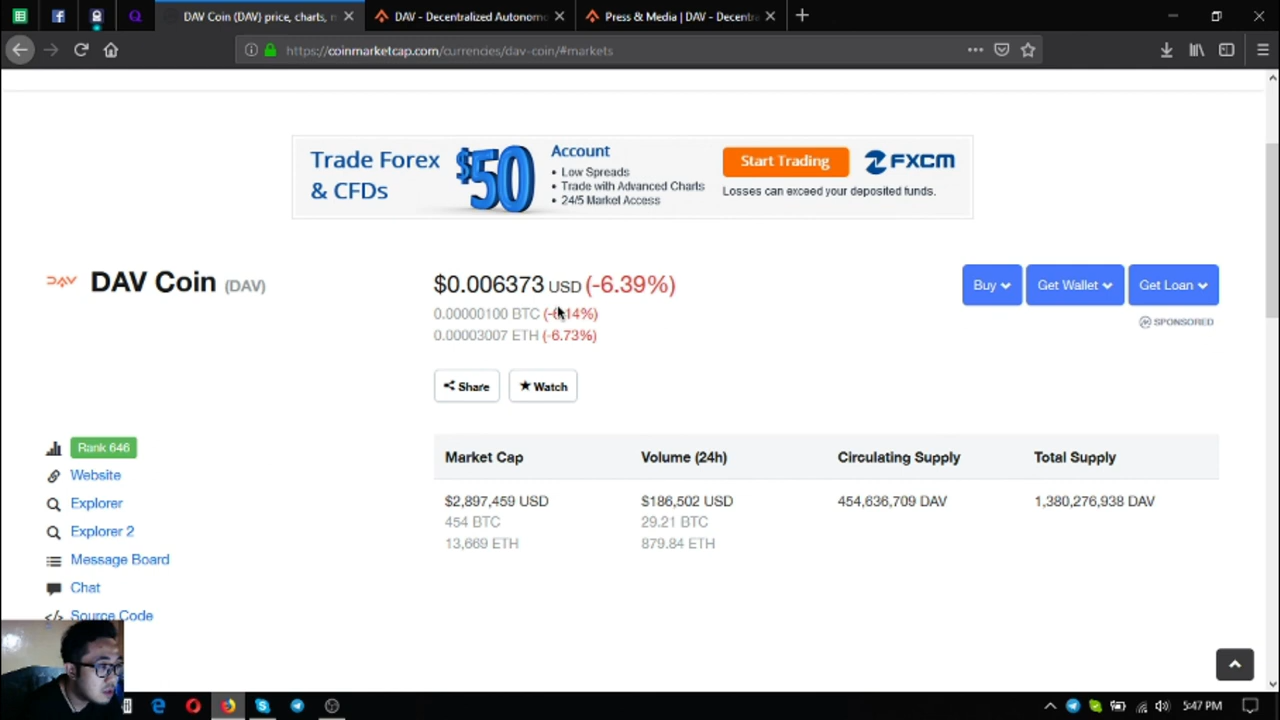 DAV Coin (DAV) price, charts,
DAV - Decentralized Autonomo
Press & Media | DAV - Decentra
https://coinmarketcap.com/currencies/dav-coin/#markets
Trade Forex
& CFDs
$50
Account
• Low Spreads
• Trade with Advanced Charts
• 24/5 Market Access
Start Trading
FXCM
Losses can exceed your deposited funds.
DAV Coin (DAV)
$0.006373 USD (-6.39%)
0.00000100 BTC
0.00003007 ETH (-6.73%)
Buy
Get Wallet
Get Loan
SPONSORED
Share
Watch
Rank 646
Website
Explorer
Explorer 2
Message Board
Chat
Source Code
Market Cap Volume (24h) Circulating Supply Total Supply
$2,897,459 USD $186,502 USD 454,636,709 DAV 1,380,276,938 DAV
454 BTC 29.21 BTC
13,669 ETH 879.84 ETH
5:47 PM